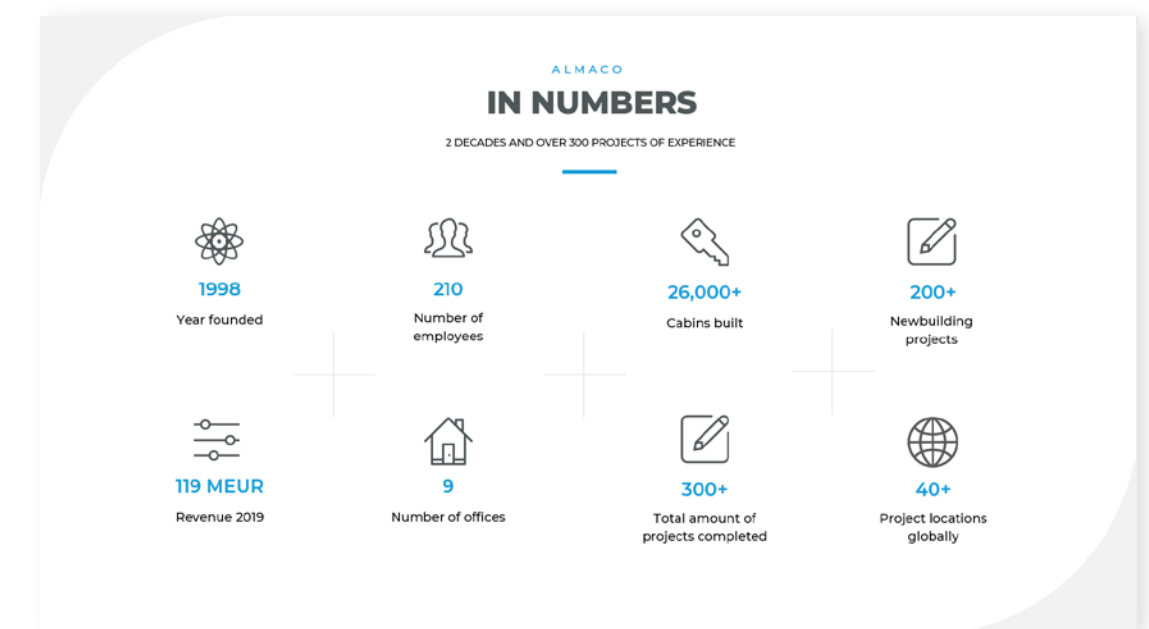 ALMACO
IN NUMBERS
2 DECADES AND OVER 300 PROJECTS OF EXPERIENCE
1998
Year founded
210
Number of
employees
26,000+
Cabins built
200+
Newbuilding
projects
119 MEUR
Revenue 2019
9
Number of offices
300+
Total amount of
projects completed
40+
Project locations
globally